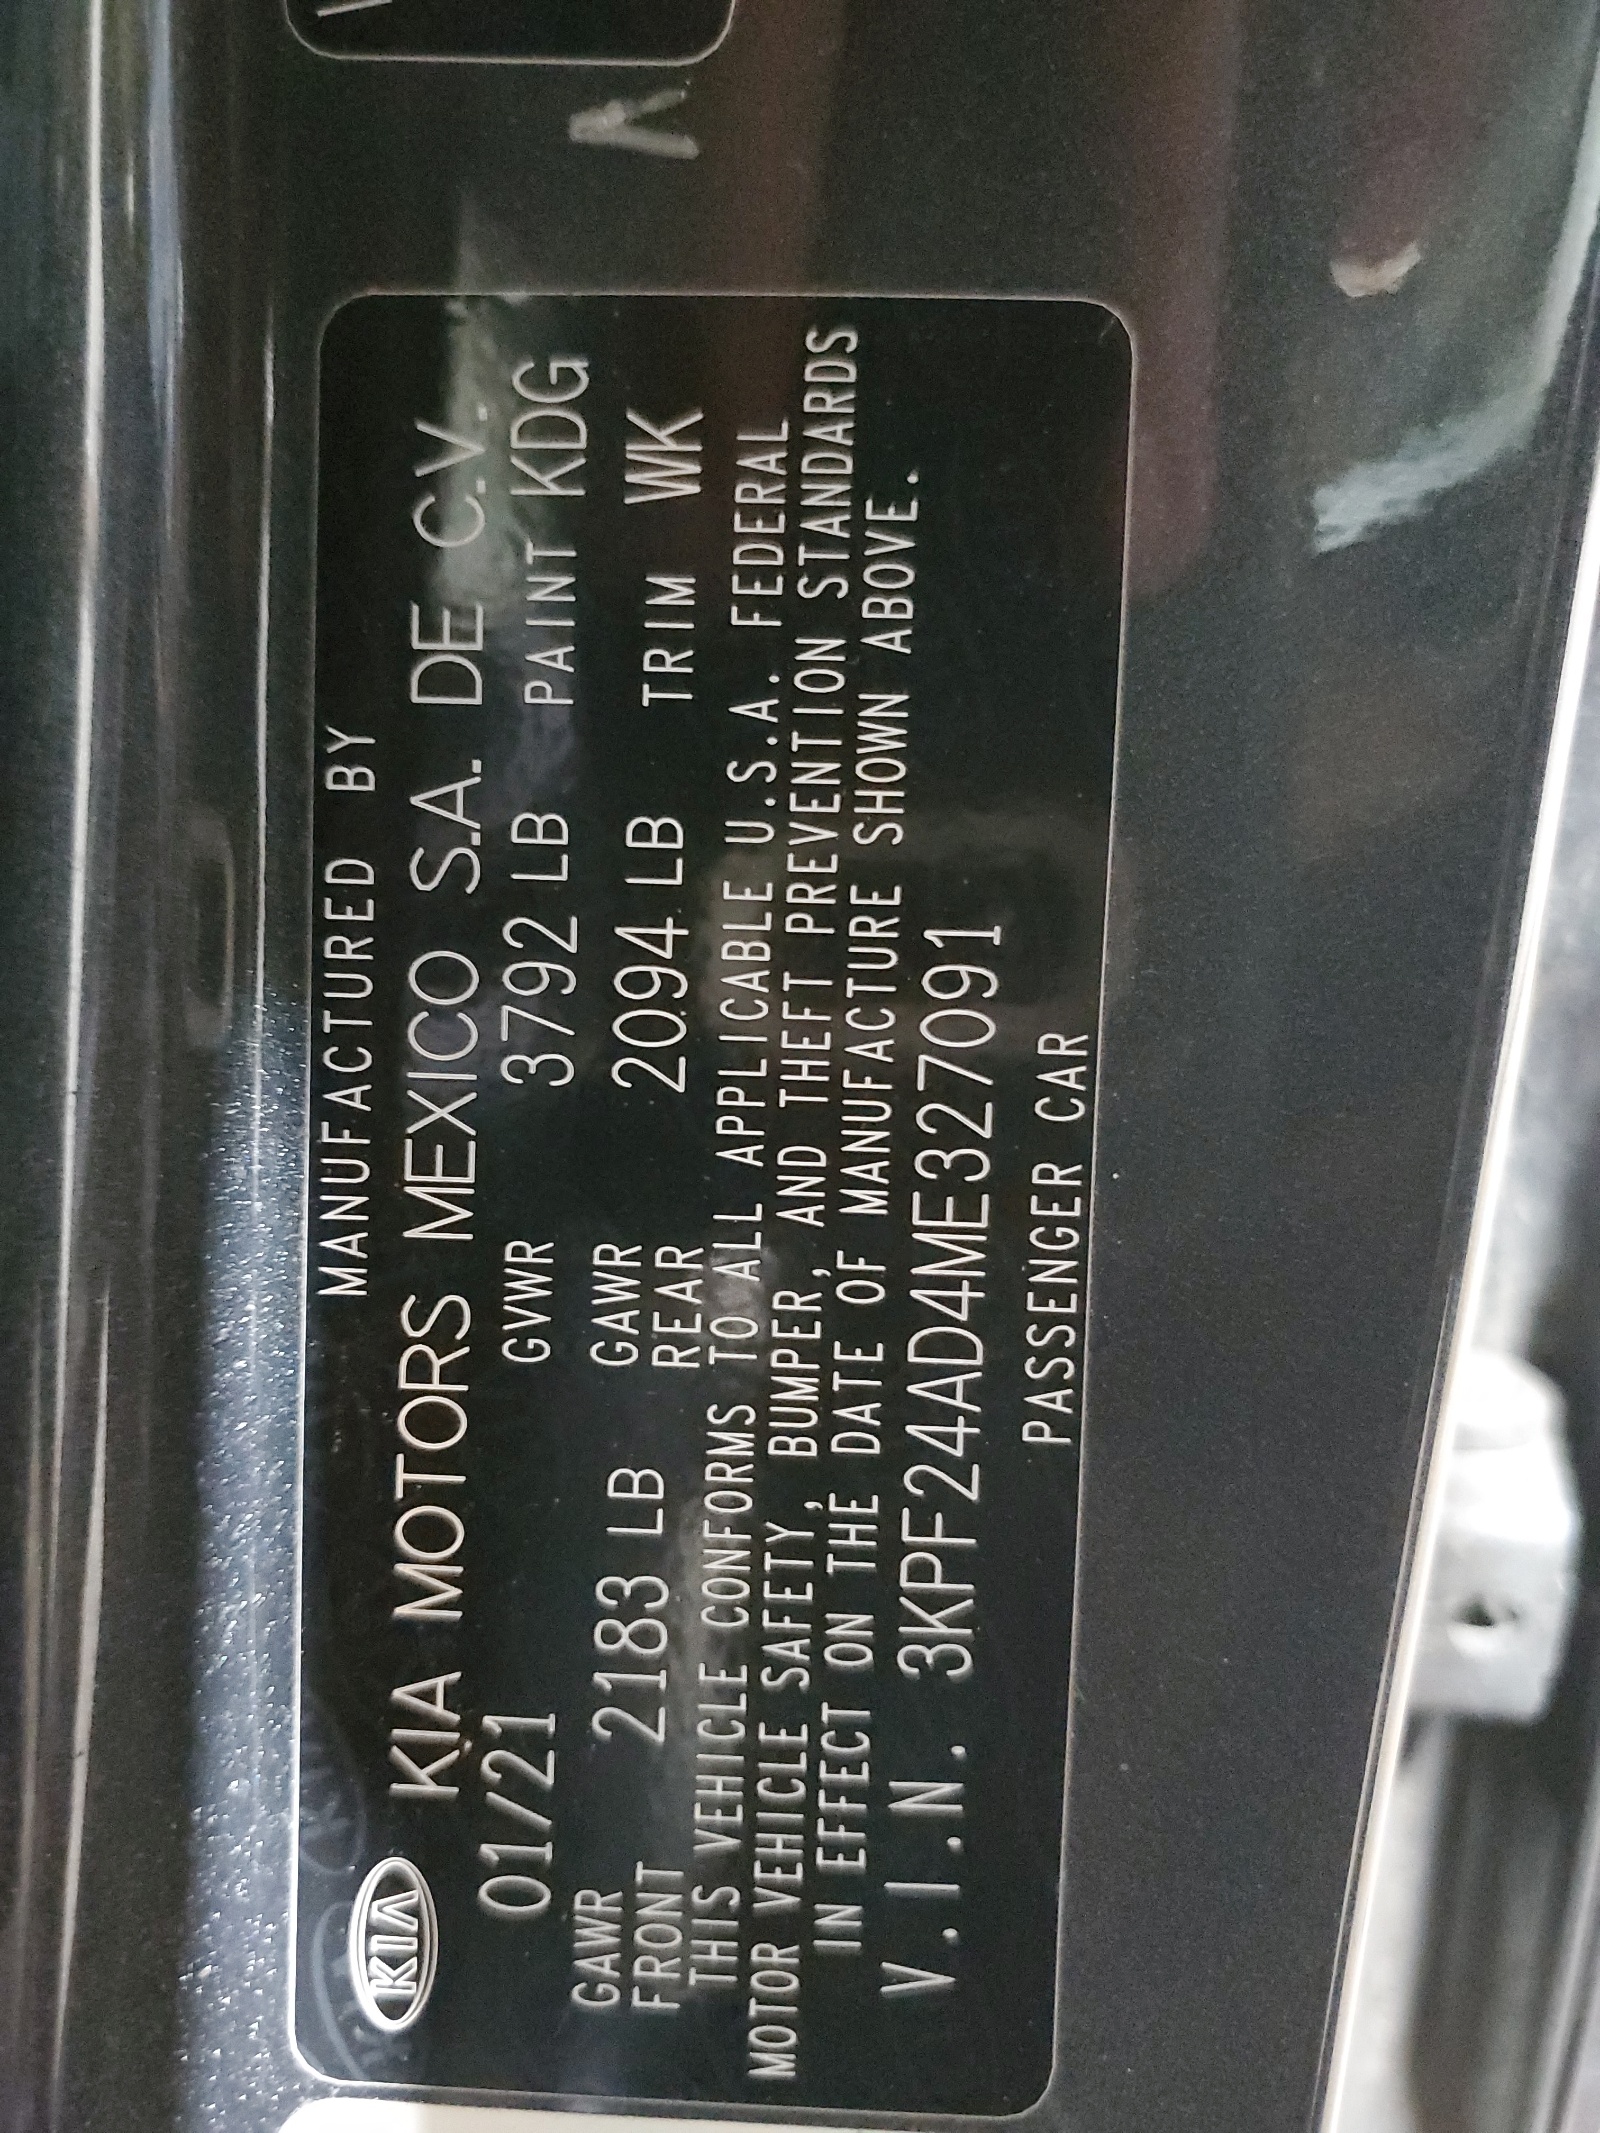 MANUFACTURED BY
KIA KIA MOTORS MEXICO S.A. DE C.V.
01/21 GVWR 3792 LB PAINT KDG
GAWR FRONT 2183 LB GAWR REAR 2094 LB TRIM WK
THIS VEHICLE CONFORMS TO ALL APPLICABLE U.S.A. FEDERAL
MOTOR VEHICLE SAFETY, BUMPER, AND THEFT PREVENTION STANDARDS
IN EFFECT ON THE DATE OF MANUFACTURE SHOWN ABOVE.
V.I.N. 3KPF24AD4ME327091
PASSENGER CAR